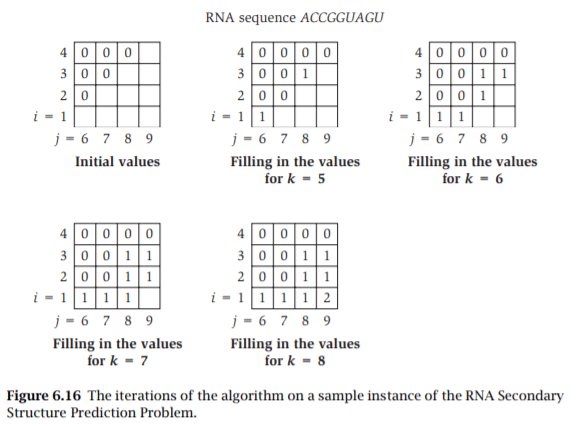 RNA sequence ACCGGUAGU
4 0 0 0
3 0 0
2 0
i = 1
j = 6 7 8 9
Initial values
4 0 0 0 0
3 0 0 1
2 0 0
i = 1 1
j = 6 7 8 9
Filling in the values
for k = 5
4 0 0 0 0
3 0 0 1 1
2 0 0 1
i = 1 1 1
j = 6 7 8 9
Filling in the values
for k = 6
4 0 0 0 0
3 0 0 1 1
2 0 0 1 1
i = 1 1 1 1
j = 6 7 8 9
Filling in the values
for k = 7
4 0 0 0 0
3 0 0 1 1
2 0 0 1 1
i = 1 1 1 1 2
j = 6 7 8 9
Filling in the values
for k = 8
Figure 6.16 The iterations of the algorithm on a sample instance of the RNA Secondary
Structure Prediction Problem.